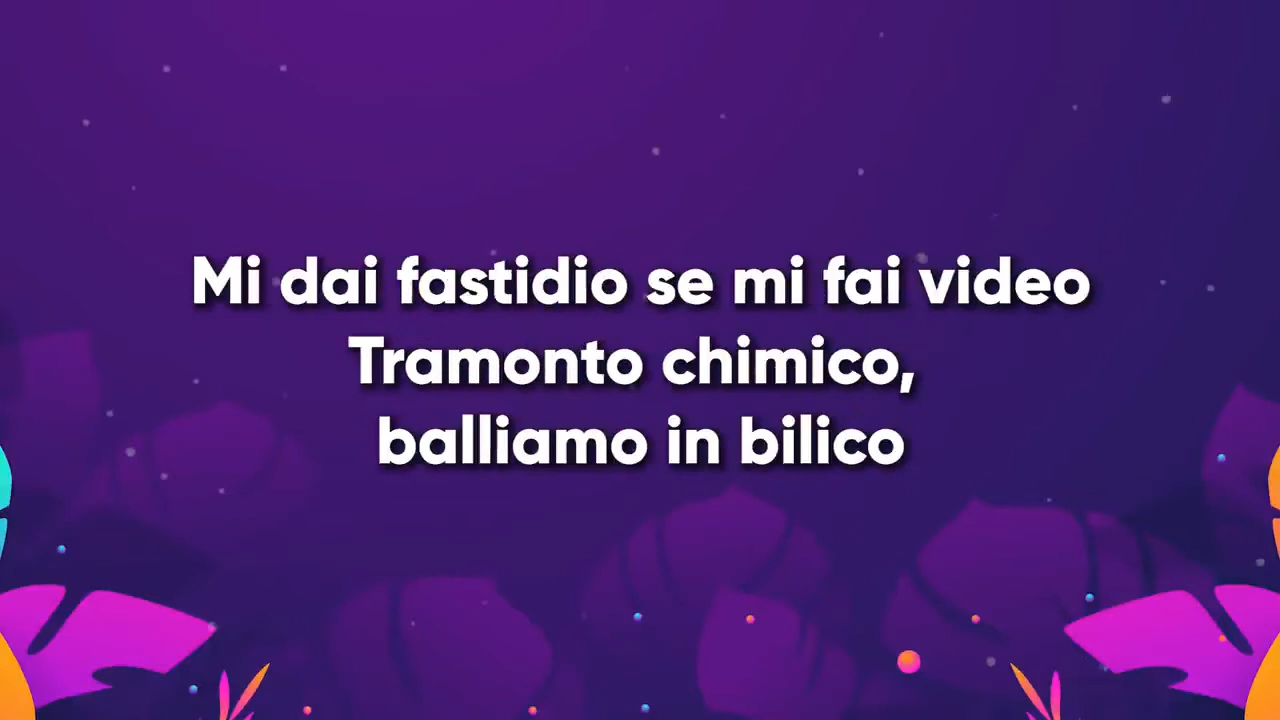 Mi dai fastidio se mi fai video
Tramonto chimico,
balliamo in bilico